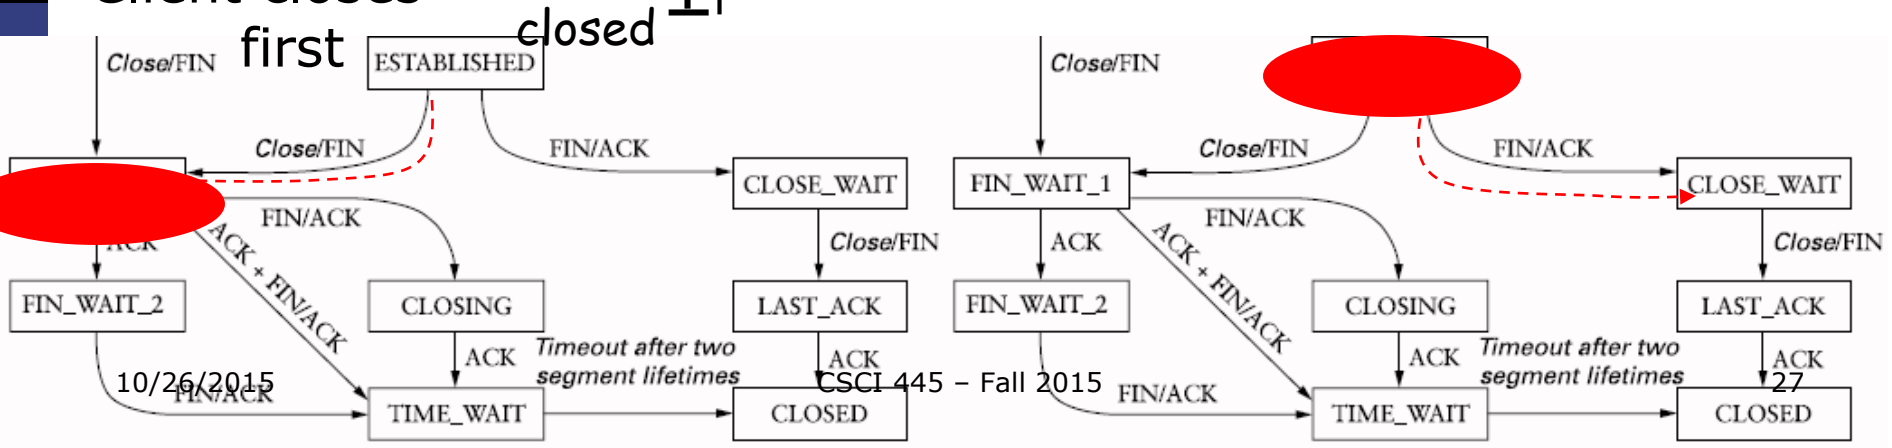 Client closes
first
closed
Close/FIN
ESTABLISHED
Close/FIN
FIN/ACK
CLOSE_WAIT
FIN/ACK
ACK
ACK + FIN/ACK
Close/FIN
FIN_WAIT_2
CLOSING
LAST_ACK
ACK
Timeout after two
segment lifetimes
ACK
FIN/ACK
TIME_WAIT
CLOSED
Close/FIN
Close/FIN
FIN/ACK
FIN_WAIT_1
CLOSE_WAIT
FIN/ACK
ACK
ACK + FIN/ACK
Close/FIN
FIN_WAIT_2
CLOSING
LAST_ACK
ACK
Timeout after two
segment lifetimes
ACK
FIN/ACK
TIME_WAIT
CLOSED
10/26/2015
CSCI 445 – Fall 2015
27